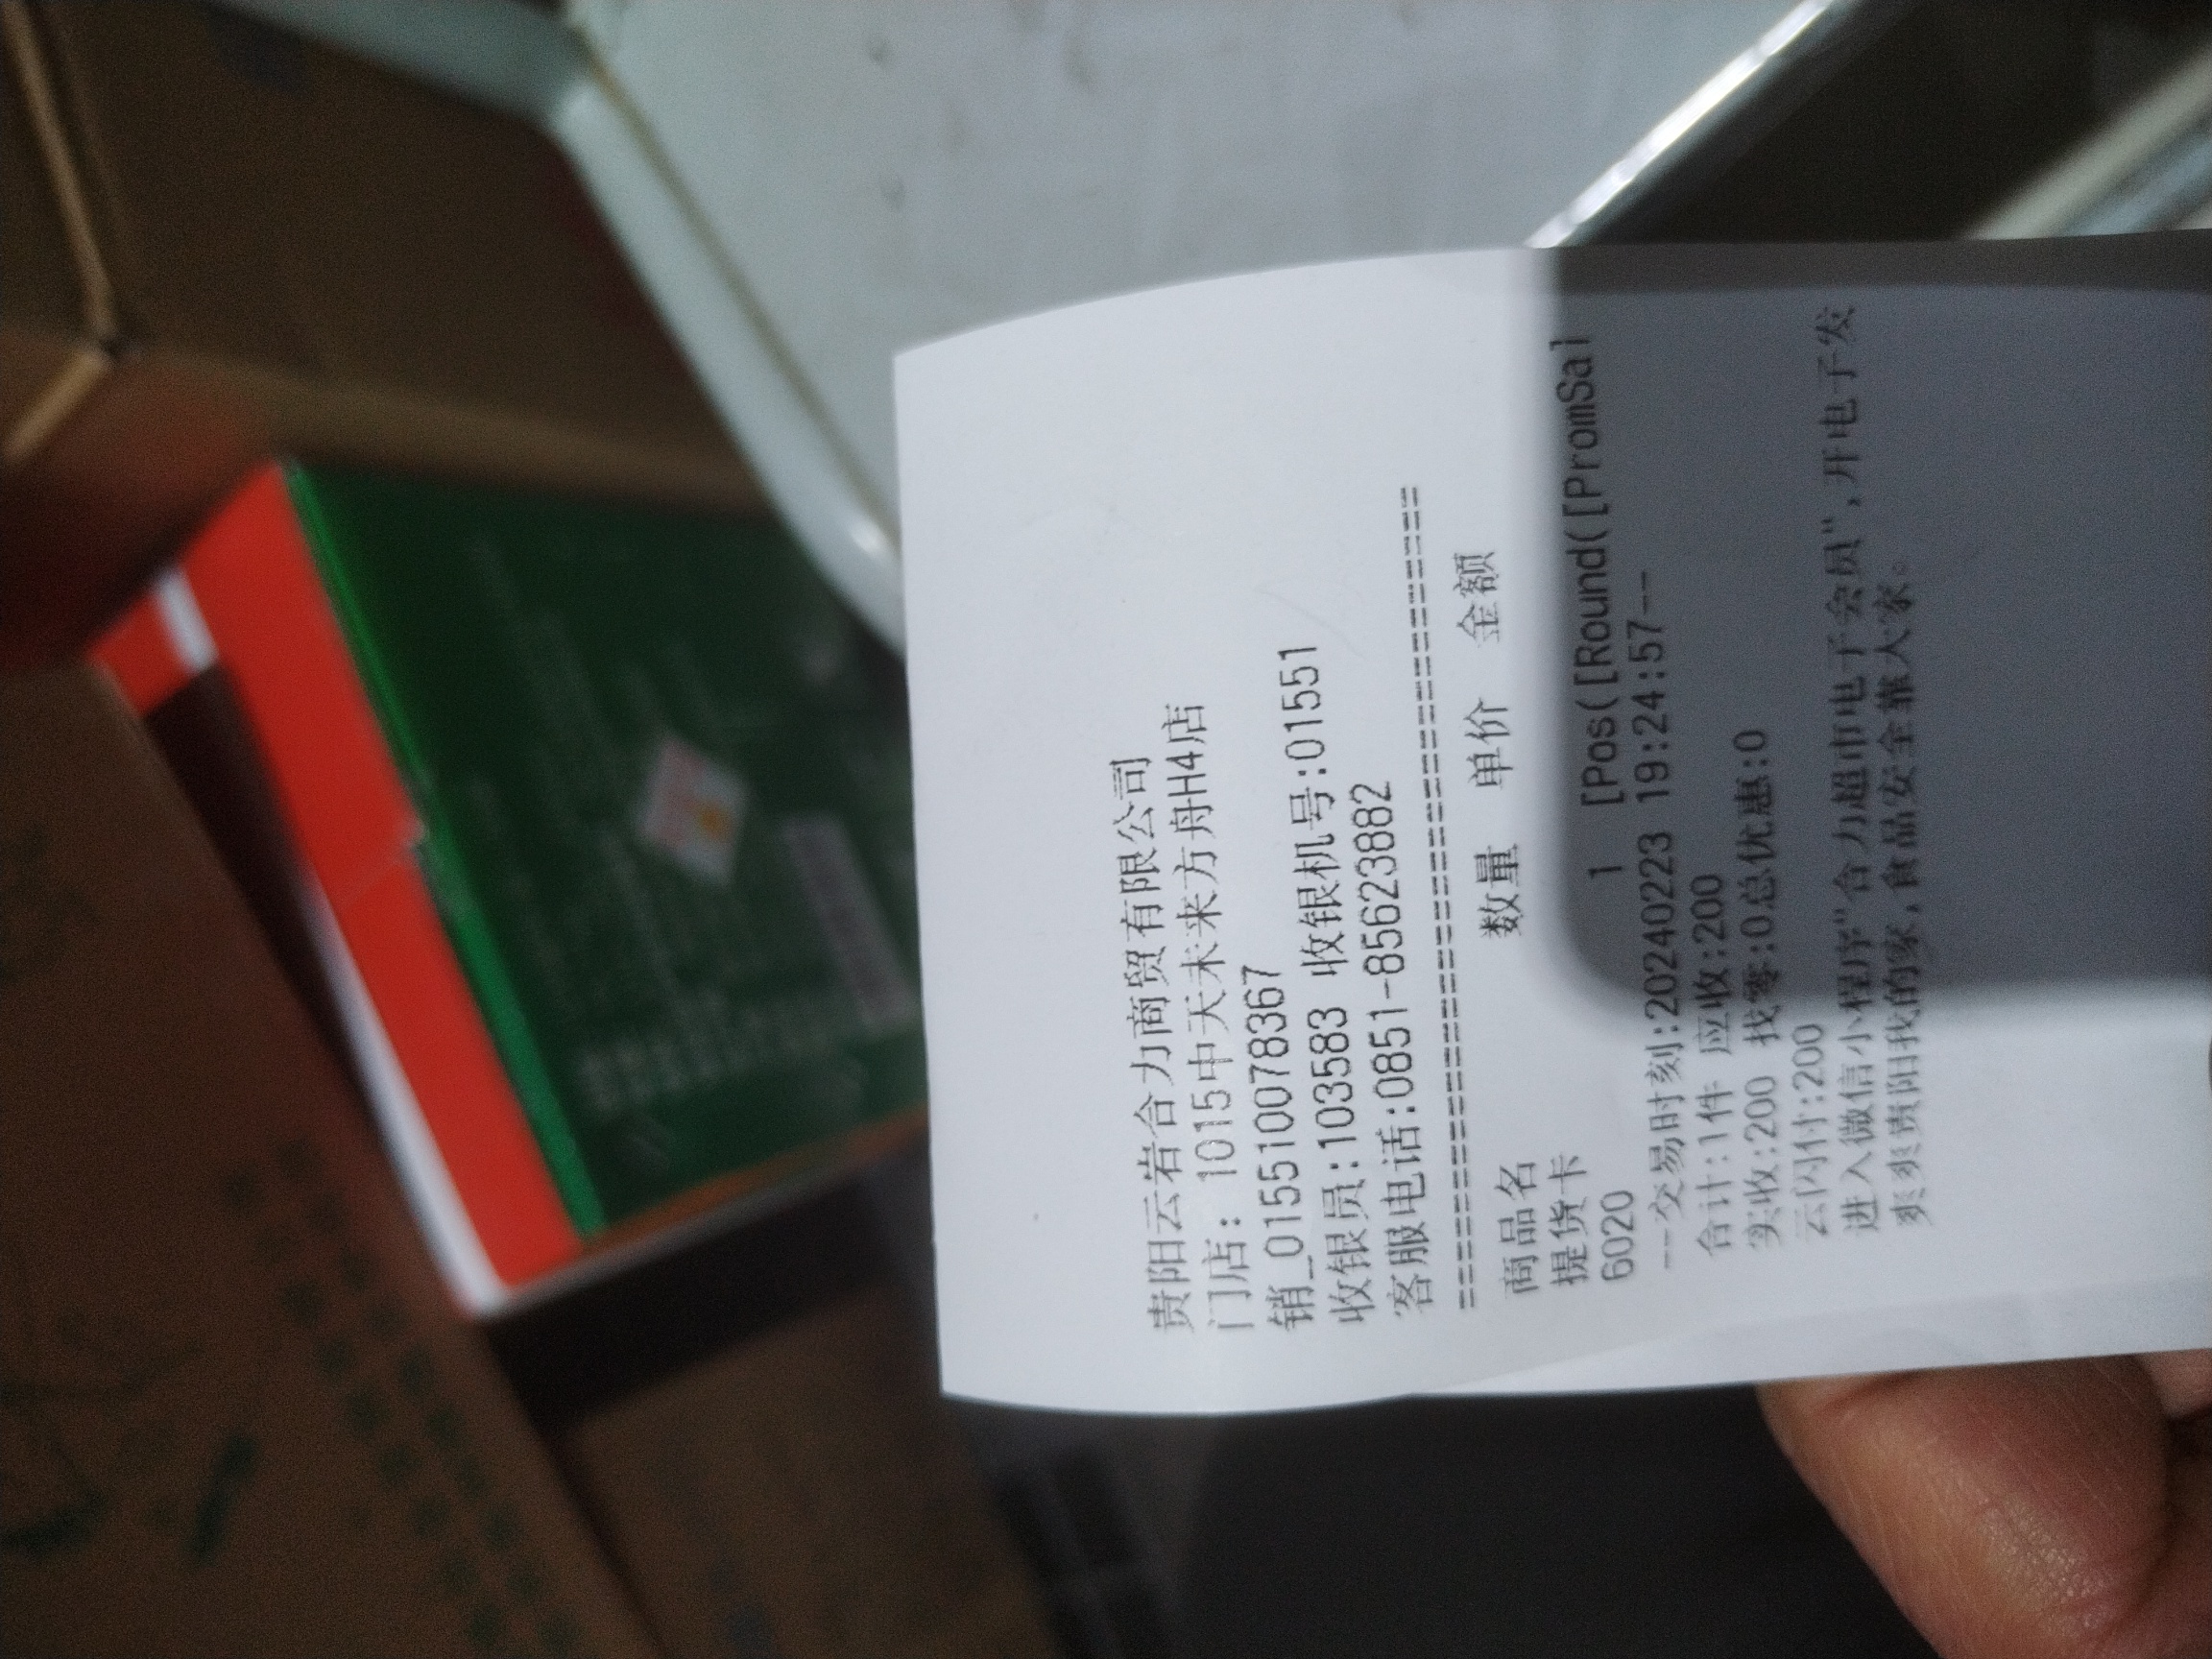 贵阳云岩合力商贸有限公司
门店: 1015中天未来方舟H4店
销_0155510078367
收银员:103583 收银机号:01551
客服电话:0851-85623882
================================
商品名 数量 单价 金额
提货卡
6020 1 [Pos([Round([PromSal
--交易时刻:20240223 19:24:57--
合计:1件 应收:200
实收:200 找零:0总优惠:0
云闪付:200
进入微信小程序"合力超市电子会员",开电子发
爽爽贵阳我的家,食品安全靠大家。